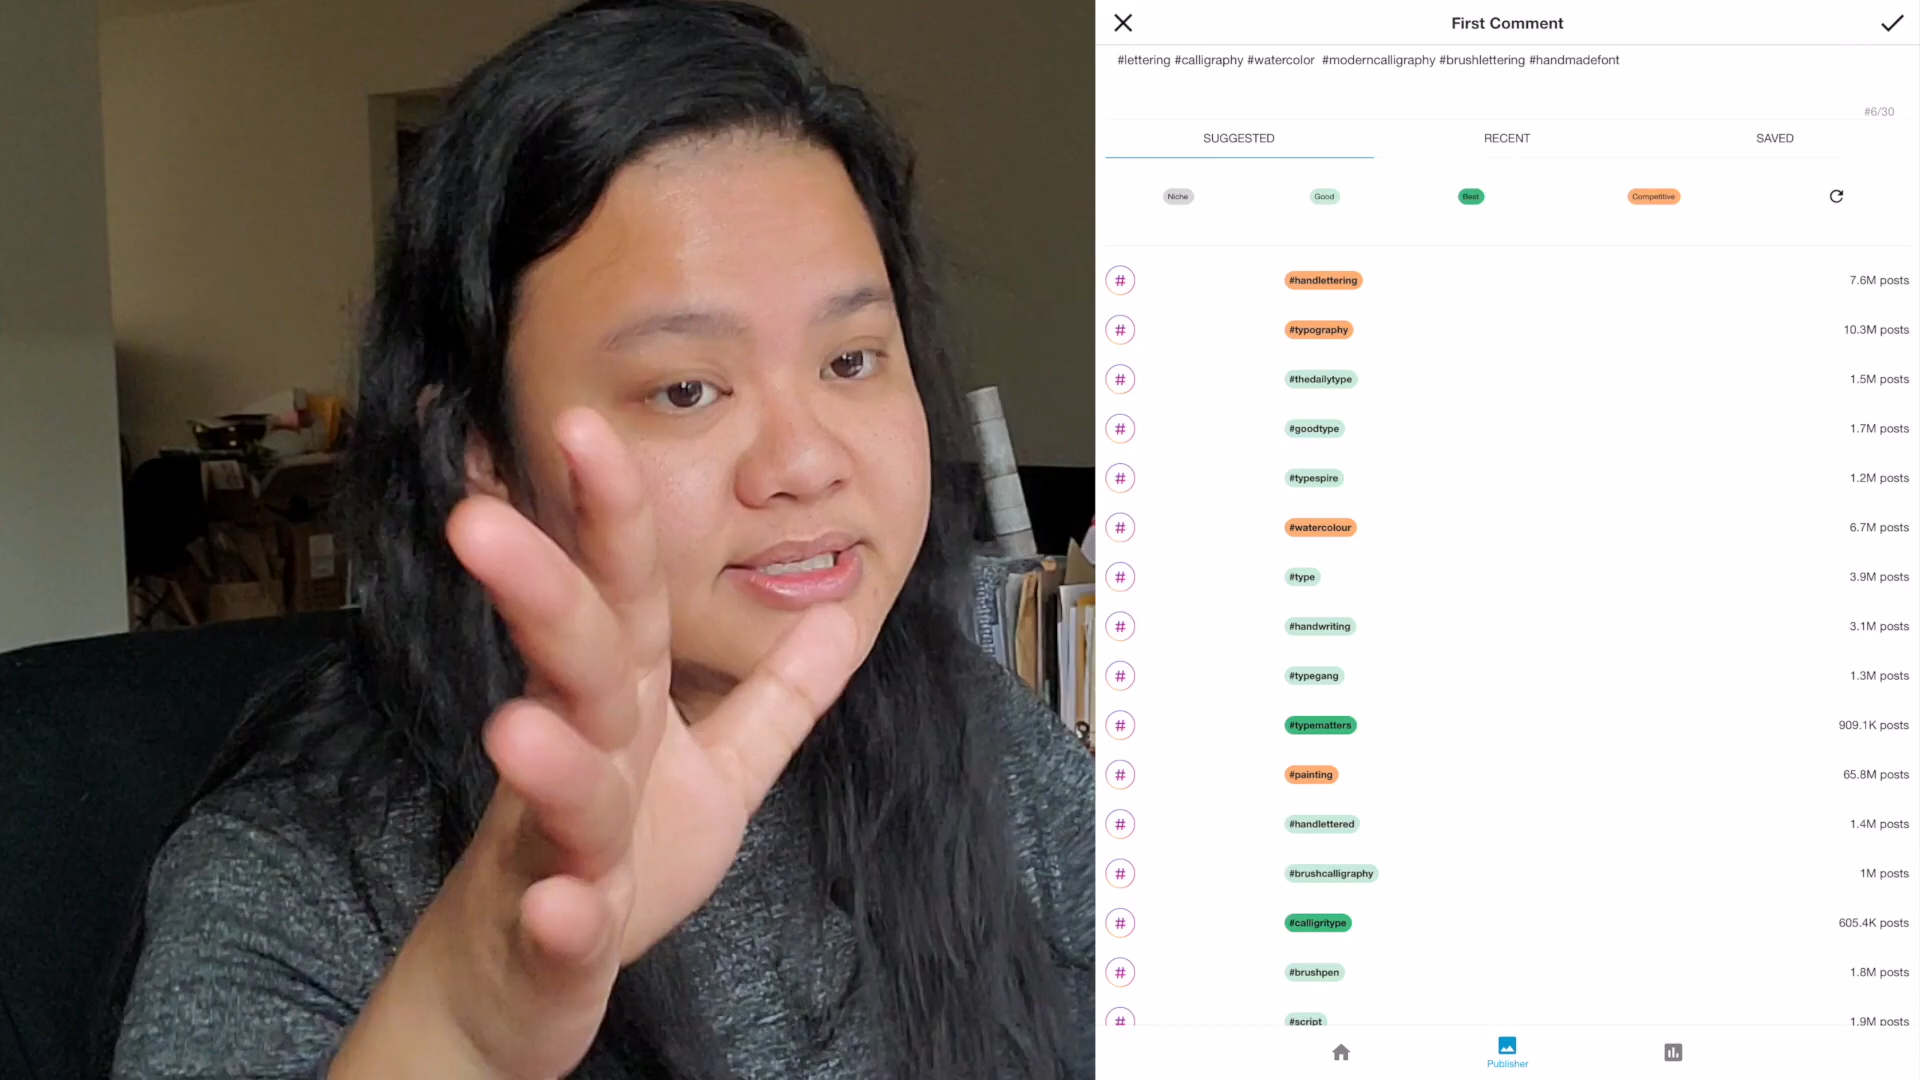 First Comment
#lettering #calligraphy #watercolor #moderncalligraphy #brushlettering #handmadefont
#6/30
SUGGESTED RECENT SAVED
Niche Good Best Competitive
# #handlettering 7.6M posts
# #typography 10.3M posts
# #thedailytype 1.5M posts
# #goodtype 1.7M posts
# #typespire 1.2M posts
# #watercolour 6.7M posts
# #type 3.9M posts
# #handwriting 3.1M posts
# #typegang 1.3M posts
# #typematters 909.1K posts
# #painting 65.8M posts
# #handlettered 1.4M posts
# #brushcalligraphy 1M posts
# #calligritype 605.4K posts
# #brushpen 1.8M posts
# #script 1.9M posts
Publisher